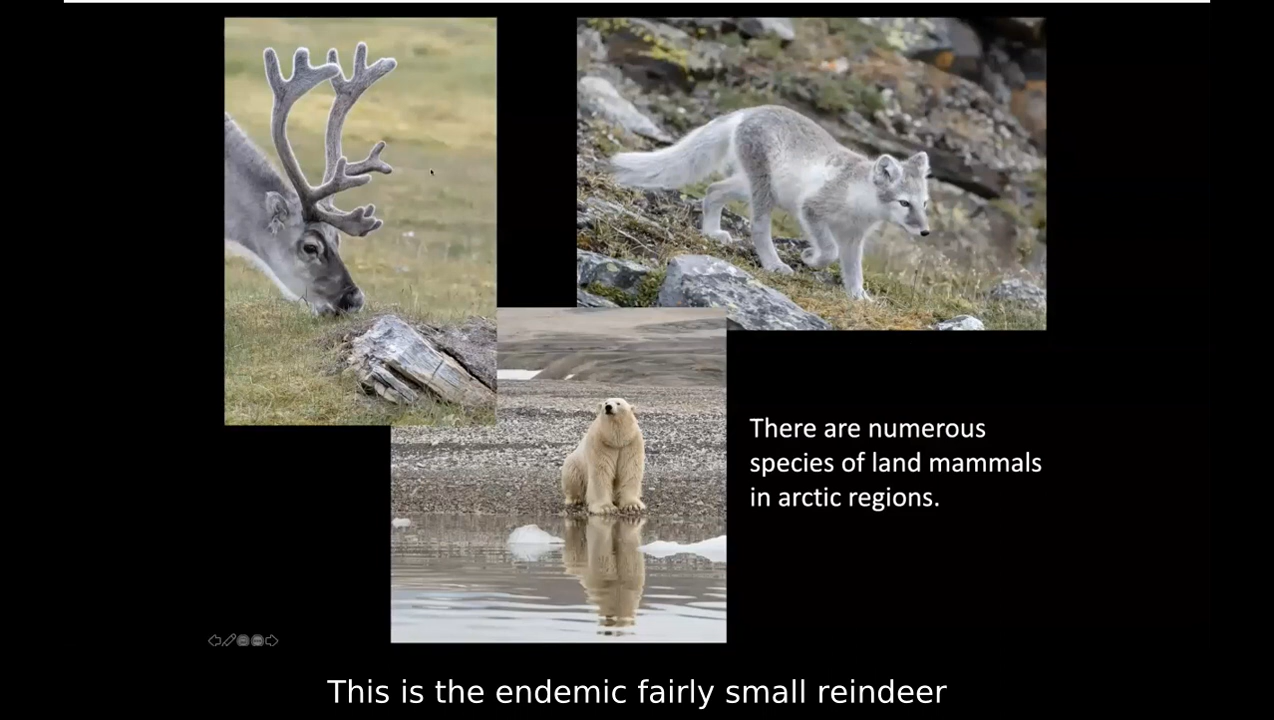 There are numerous
species of land mammals
in arctic regions.
This is the endemic fairly small reindeer